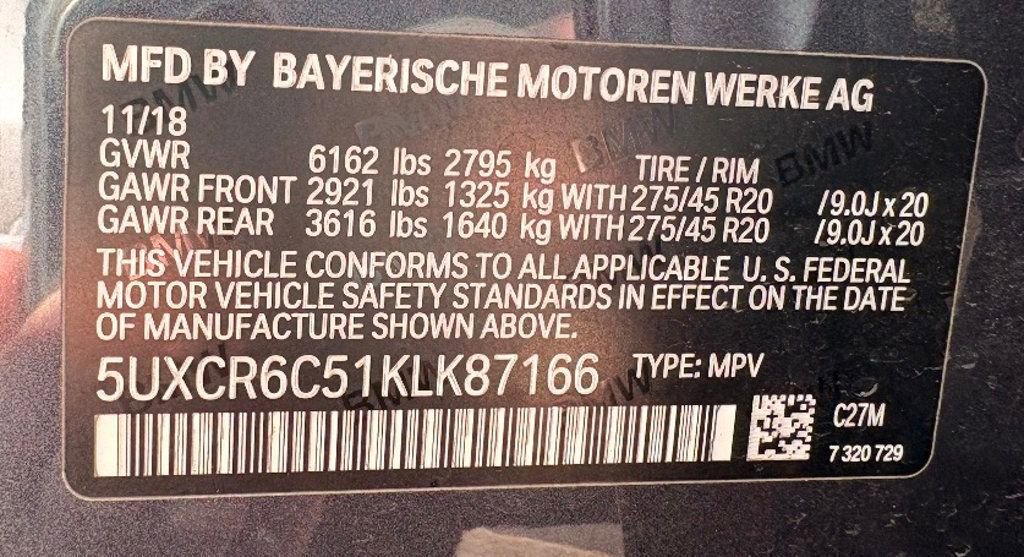 MFD BY BAYERISCHE MOTOREN WERKE AG
11/18
GVWR 6162 lbs 2795 kg TIRE / RIM
GAWR FRONT 2921 lbs 1325 kg WITH 275/45 R20 /9.0J x 20
GAWR REAR 3616 lbs 1640 kg WITH 275/45 R20 /9.0J x 20
THIS VEHICLE CONFORMS TO ALL APPLICABLE U. S. FEDERAL
MOTOR VEHICLE SAFETY STANDARDS IN EFFECT ON THE DATE
OF MANUFACTURE SHOWN ABOVE.
5UXCR6C51KLK87166 TYPE: MPV
C27M
7 320 729